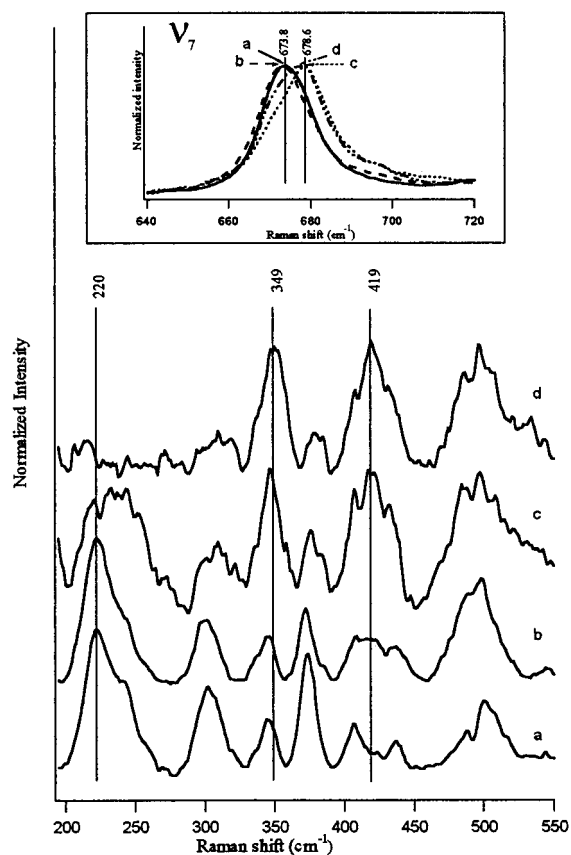 ν7
a
b
673.8
678.6
d
c
Normalized intensity
640 660 680 700 720
Raman shift (cm-1)
220
349
419
Normalized Intensity
d
c
b
a
200 250 300 350 400 450 500 550
Raman shift (cm-1)